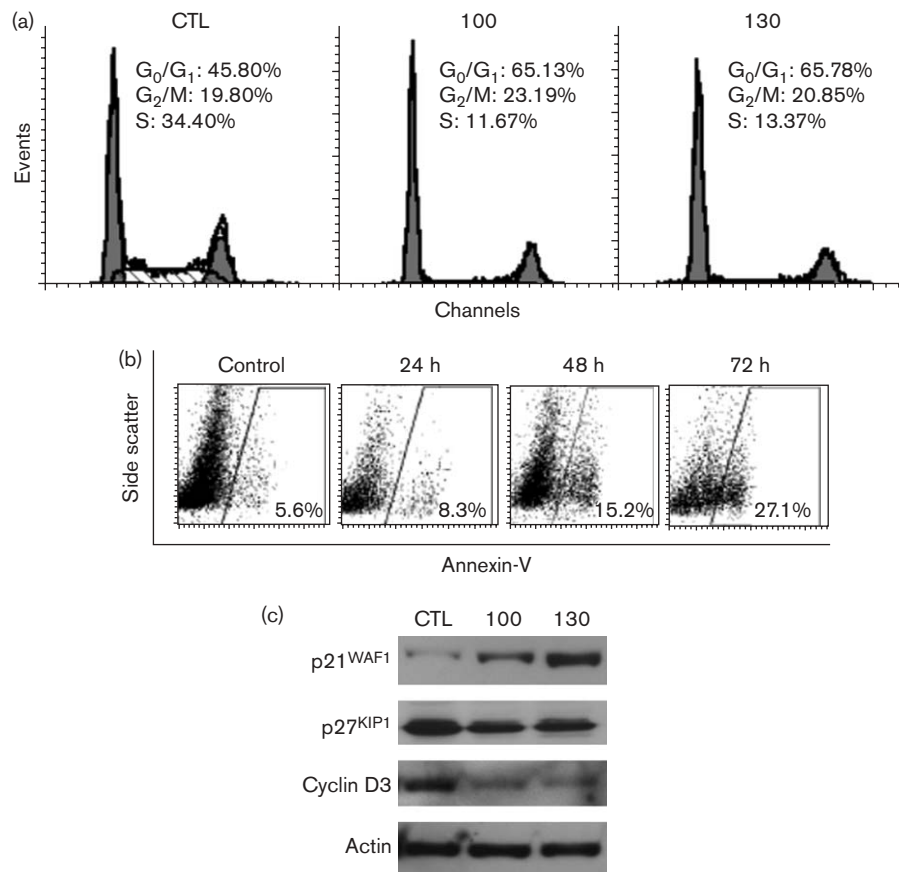 (a)
CTL
100
130
G₀/G₁: 45.80%
G₂/M: 19.80%
S: 34.40%
G₀/G₁: 65.13%
G₂/M: 23.19%
S: 11.67%
G₀/G₁: 65.78%
G₂/M: 20.85%
S: 13.37%
Events
Channels
(b)
Control
24 h
48 h
72 h
Side scatter
5.6%
8.3%
15.2%
27.1%
Annexin-V
(c)
CTL 100 130
p21ᵂᴬꟳ¹
p27ᴷᴵᴾ¹
Cyclin D3
Actin